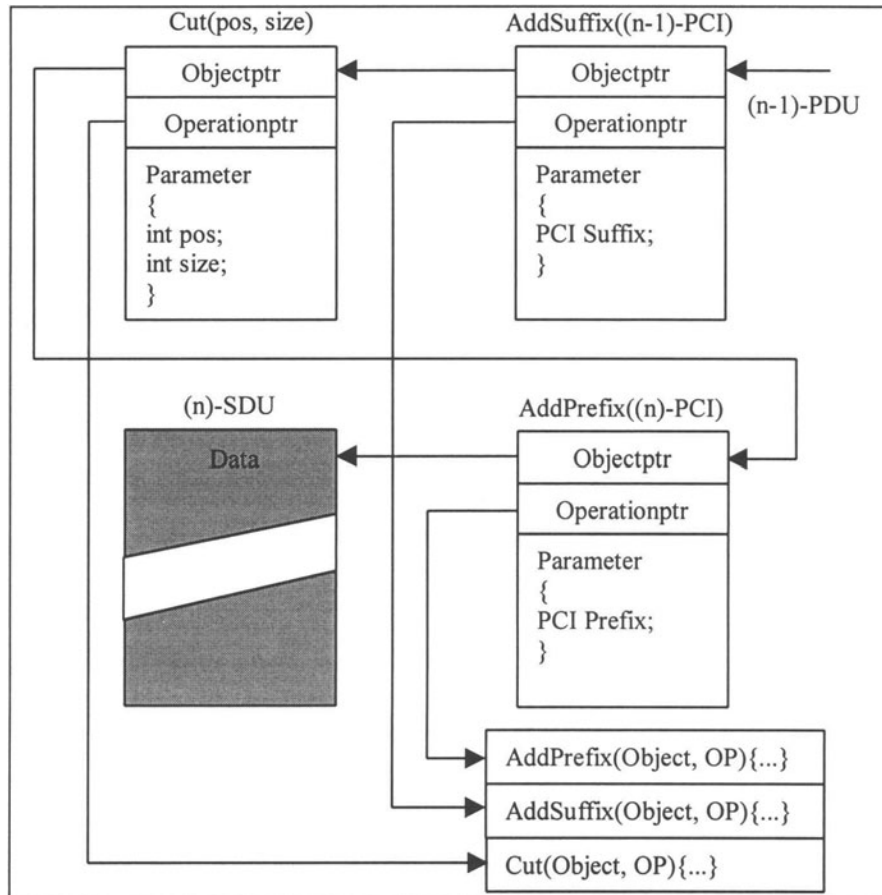 Cut(pos, size)
AddSuffix((n-1)-PCI)
Objectptr
Objectptr
(n-1)-PDU
Operationptr
Operationptr
Parameter
{
int pos;
int size;
}
Parameter
{
PCI Suffix;
}
(n)-SDU
AddPrefix((n)-PCI)
Data
Objectptr
Operationptr
Parameter
{
PCI Prefix;
}
AddPrefix(Object, OP){...}
AddSuffix(Object, OP){...}
Cut(Object, OP){...}